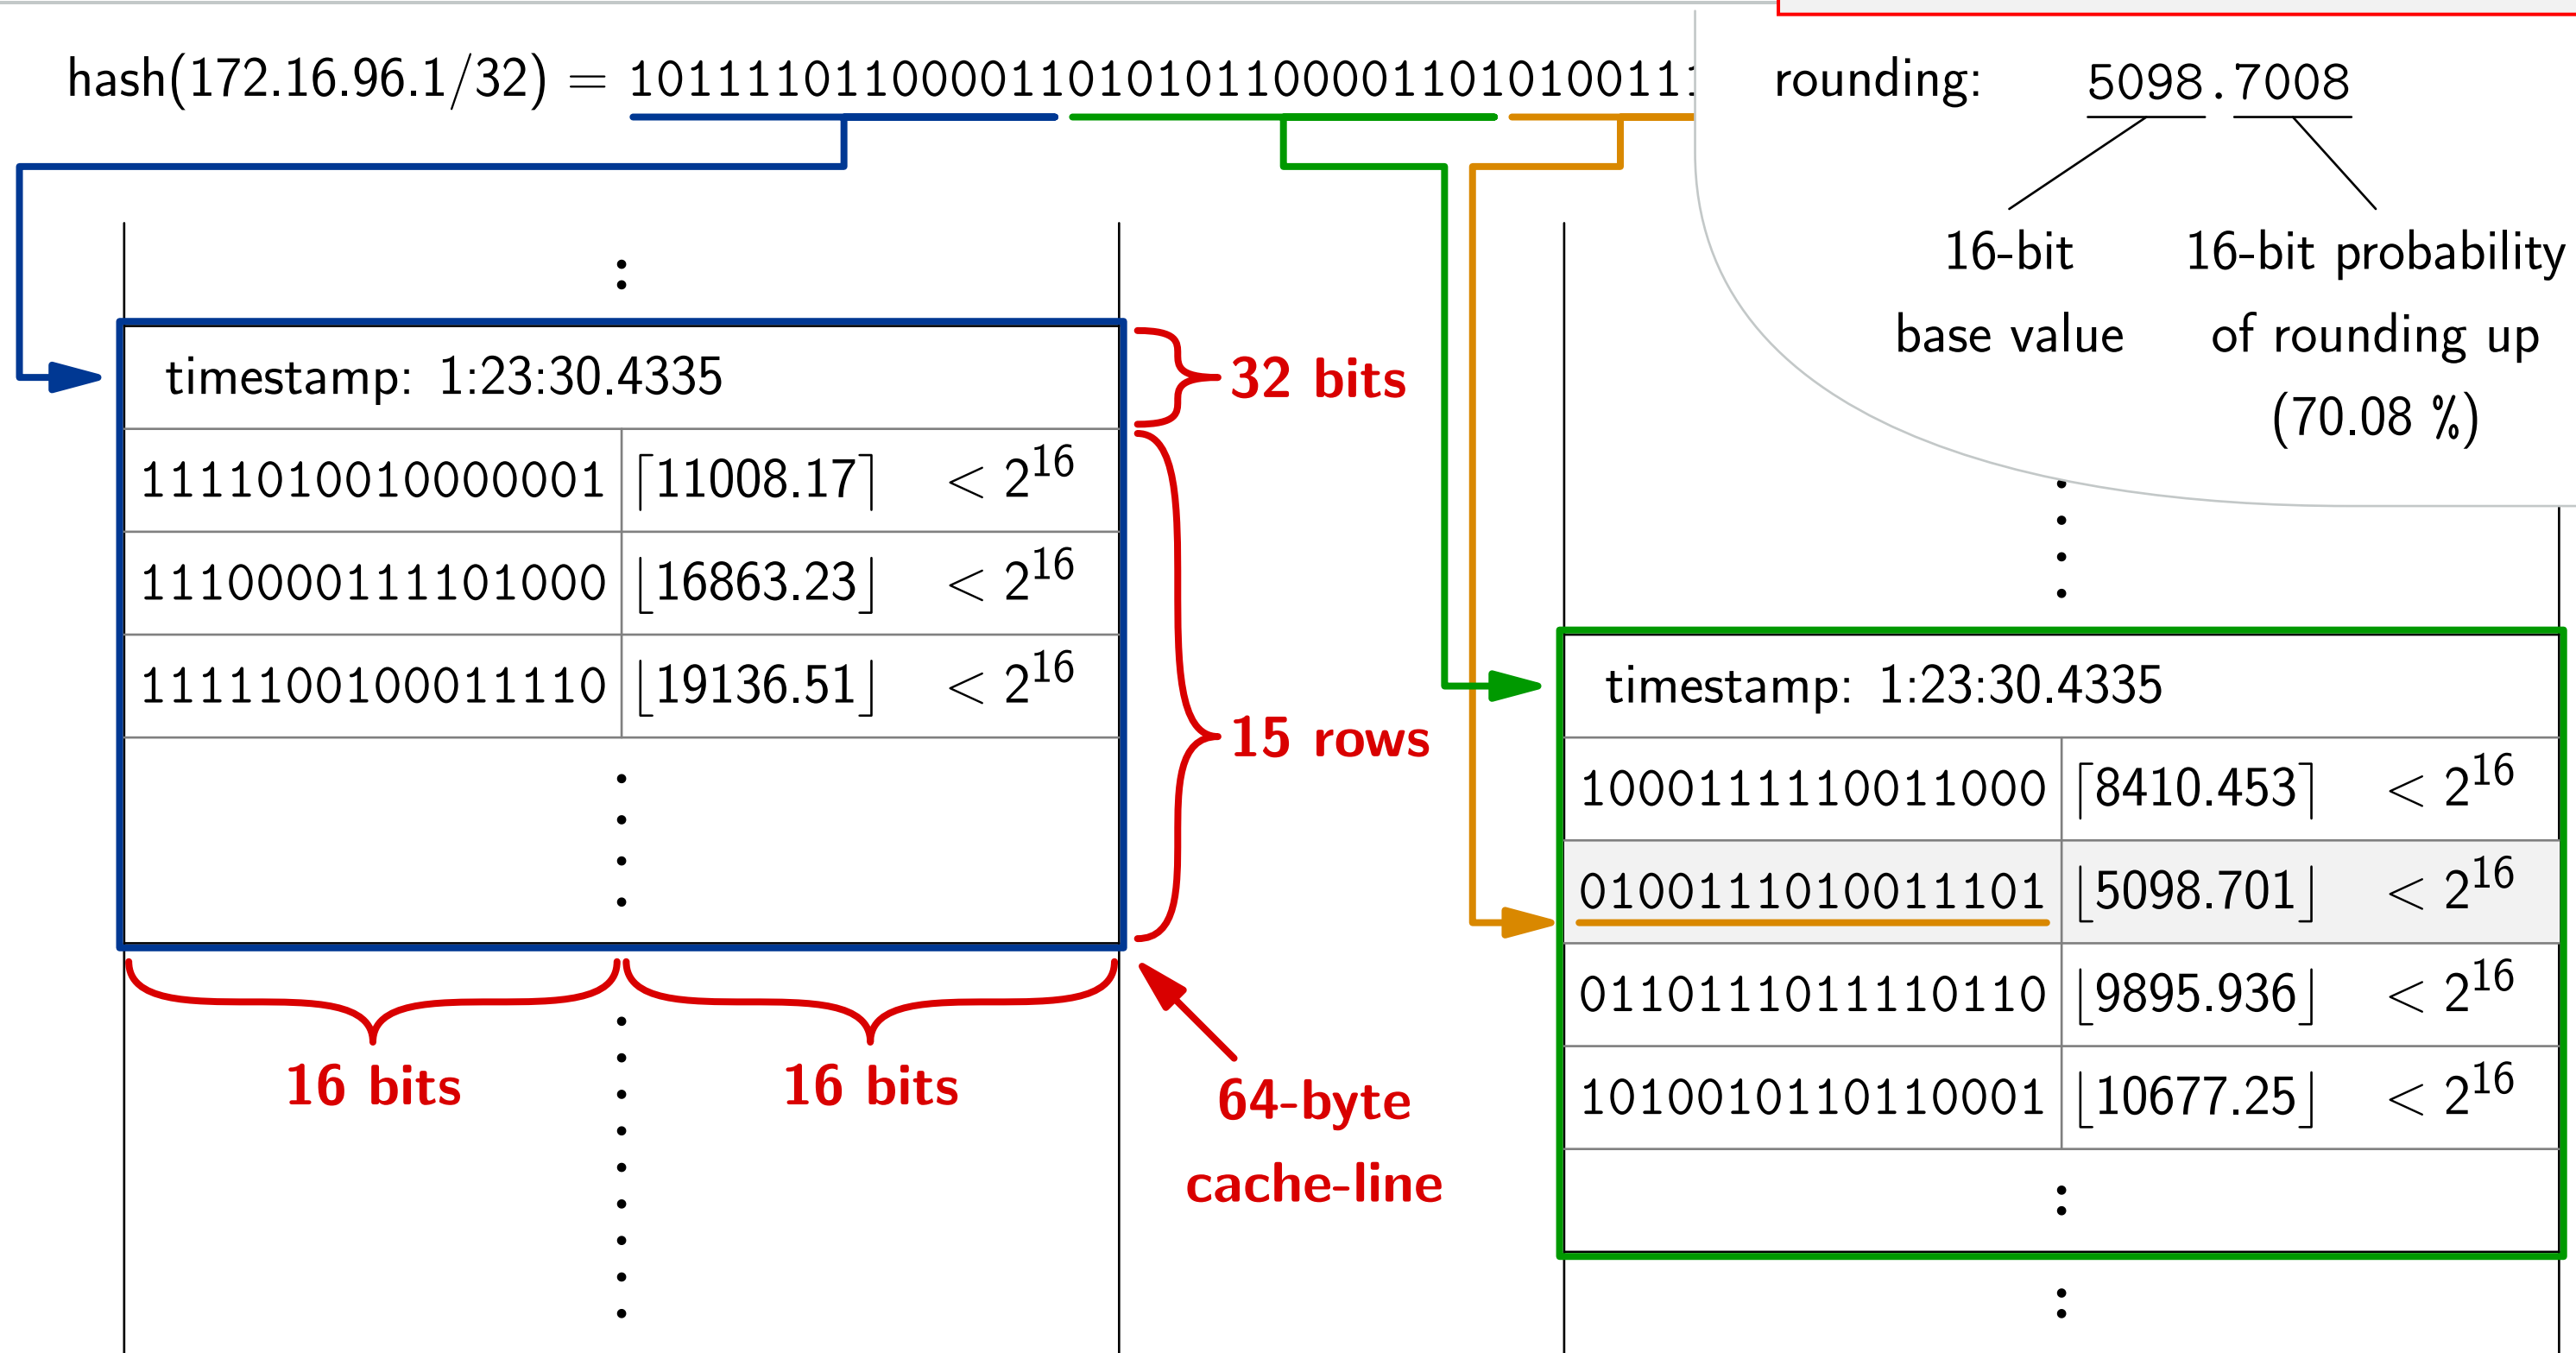 hash(172.16.96.1/32) = 1011110110000110101011000011010100111
rounding: 5098.7008
16-bit
base value
16-bit probability
of rounding up
(70.08 %)
timestamp: 1:23:30.4335
32 bits
1111010010000001 ⌈11008.17⌉ < 2^16
1110000111101000 ⌊16863.23⌋ < 2^16
1111100100011110 ⌊19136.51⌋ < 2^16
15 rows
16 bits
16 bits
64-byte
cache-line
timestamp: 1:23:30.4335
1000111110011000 ⌈8410.453⌉ < 2^16
0100111010011101 ⌊5098.701⌋ < 2^16
0110111011110110 ⌊9895.936⌋ < 2^16
1010010110110001 ⌊10677.25⌋ < 2^16